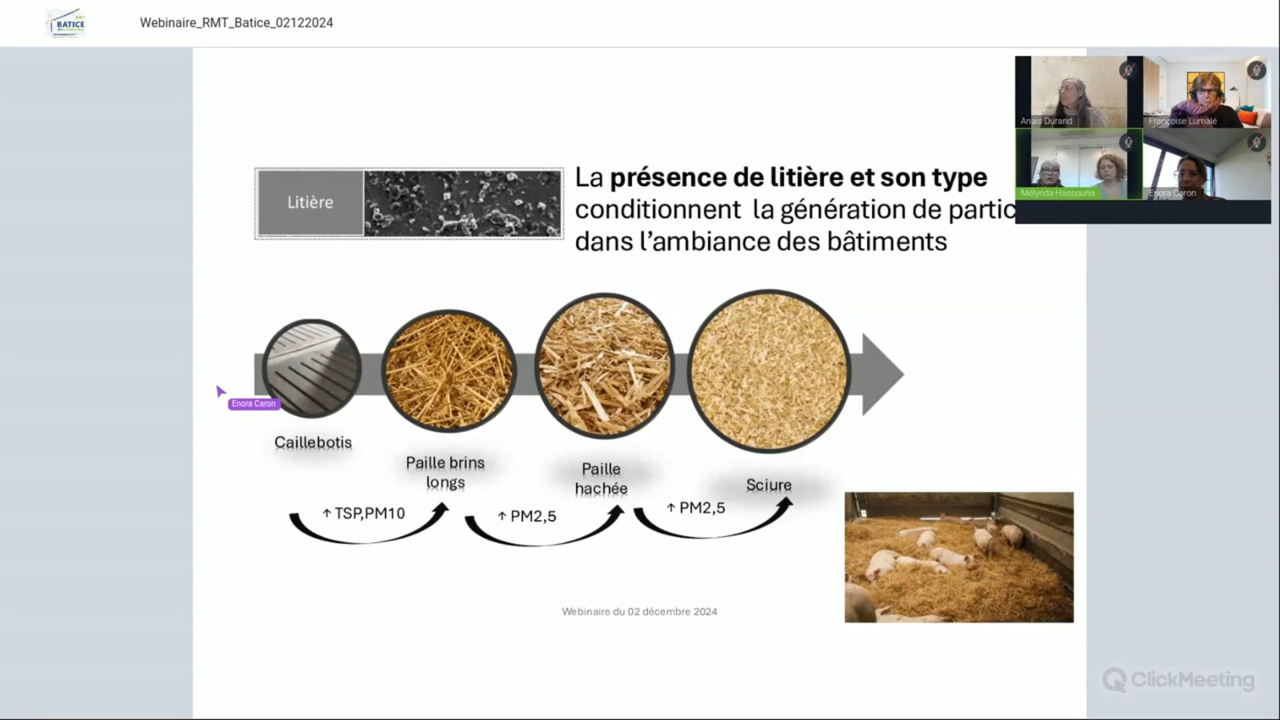 BATICE
Webinaire_RMT_Batice_02122024
Anaïs Durand
Françoise Lumalé
Mélynda Hassouna
Enora Caron
Litière
La présence de litière et son type
conditionnent la génération de partic
dans l'ambiance des bâtiments
Enora Caron
Caillebotis
Paille brins
longs
Paille
hachée
Sciure
↑ TSP,PM10
↑ PM2,5
↑ PM2,5
Webinaire du 02 décembre 2024
ClickMeeting